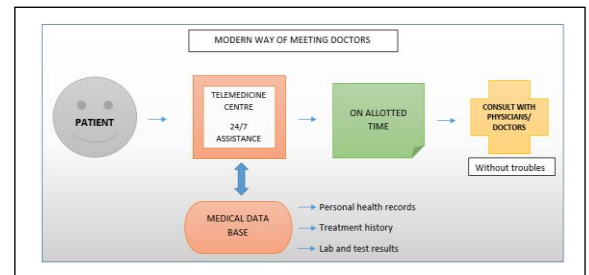 MODERN WAY OF MEETING DOCTORS
PATIENT
TELEMEDICINE
CENTRE
24/7
ASSISTANCE
ON ALLOTTED
TIME
CONSULT WITH
PHYSICIANS/
DOCTORS
Without troubles
MEDICAL DATA
BASE
Personal health records
Treatment history
Lab and test results